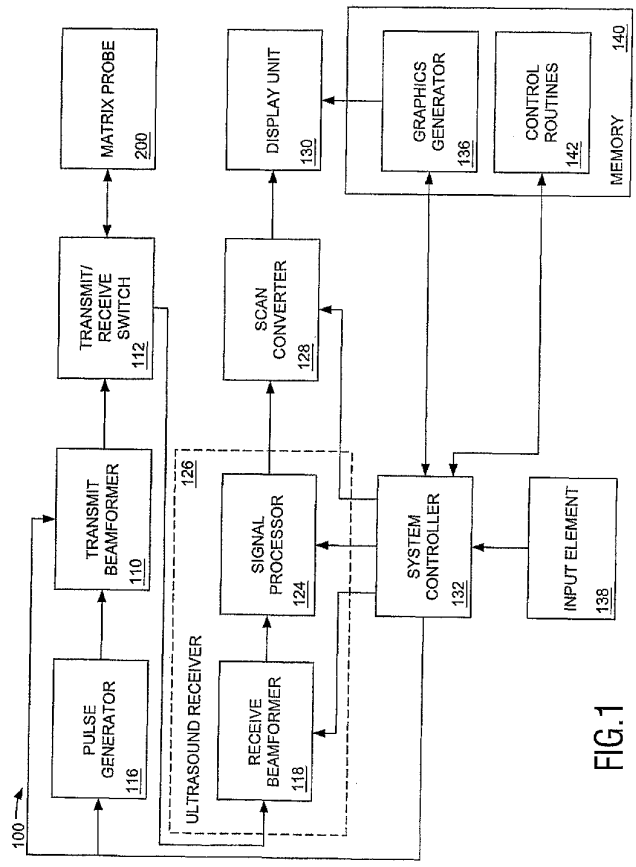 100
PULSE
GENERATOR
116
TRANSMIT
BEAMFORMER
110
TRANSMIT/
RECEIVE
SWITCH
112
MATRIX PROBE
200
ULTRASOUND RECEIVER
126
RECEIVE
BEAMFORMER
118
SIGNAL
PROCESSOR
124
SCAN
CONVERTER
128
DISPLAY UNIT
130
SYSTEM
CONTROLLER
132
GRAPHICS
GENERATOR
136
CONTROL
ROUTINES
142
MEMORY
140
INPUT ELEMENT
138
FIG.1